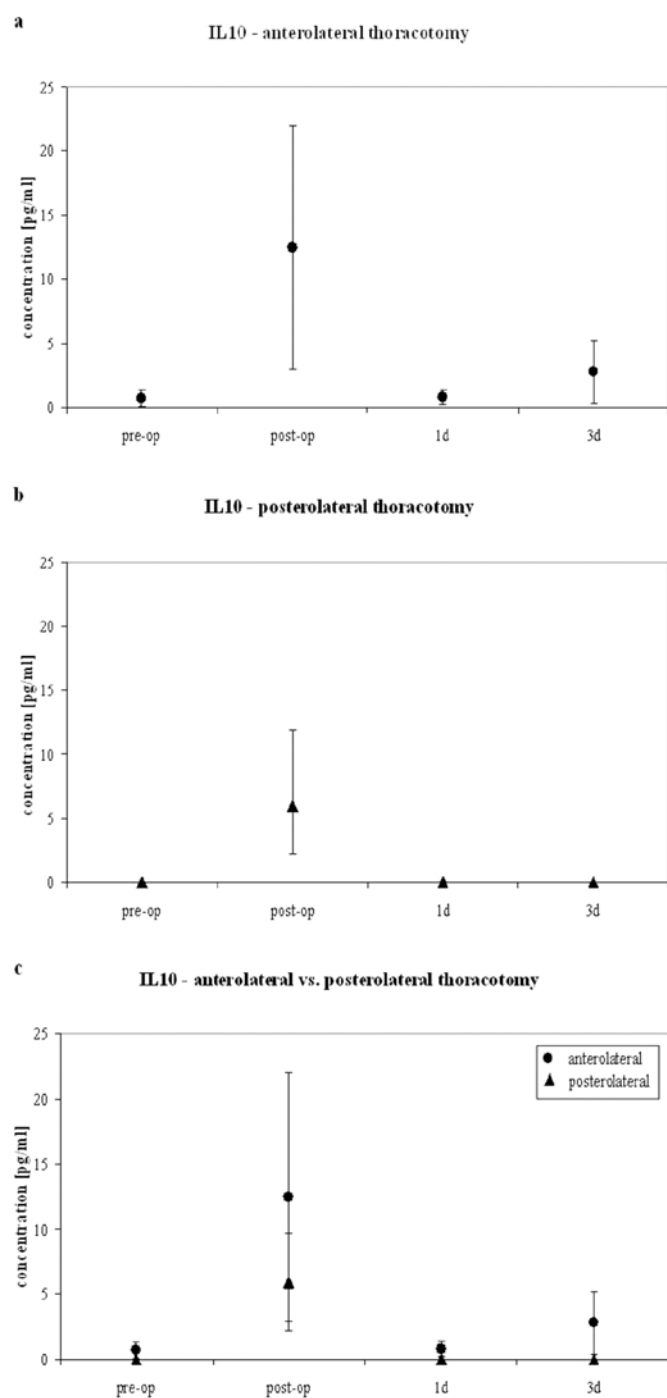 a
IL10 - anterolateral thoracotomy
25
20
15
10
5
0
concentration [pg/ml]
pre-op post-op 1d 3d
b
IL10 - posterolateral thoracotomy
25
20
15
10
5
0
concentration [pg/ml]
pre-op post-op 1d 3d
c
IL10 - anterolateral vs. posterolateral thoracotomy
25
20
15
10
5
0
concentration [pg/ml]
anterolateral
posterolateral
pre-op post-op 1d 3d